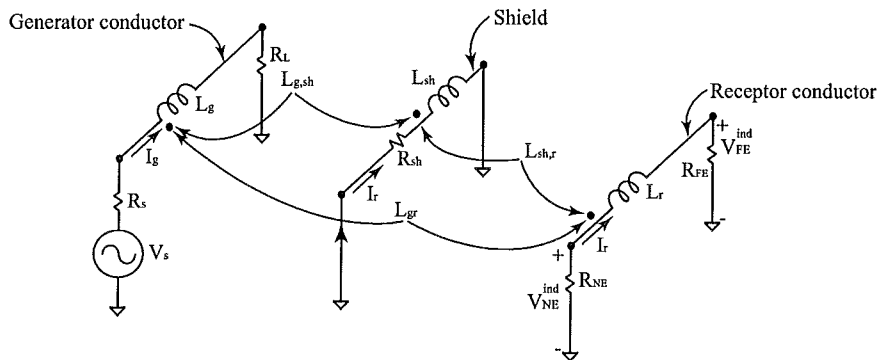 Generator conductor
Shield
R_L
L_sh
L_g,sh
L_g
Receptor conductor
+
V_FE^ind
R_FE
-
L_sh,r
R_sh
I_g
I_r
L_r
L_gr
R_s
I_r
+
V_s
R_NE
V_NE^ind
-